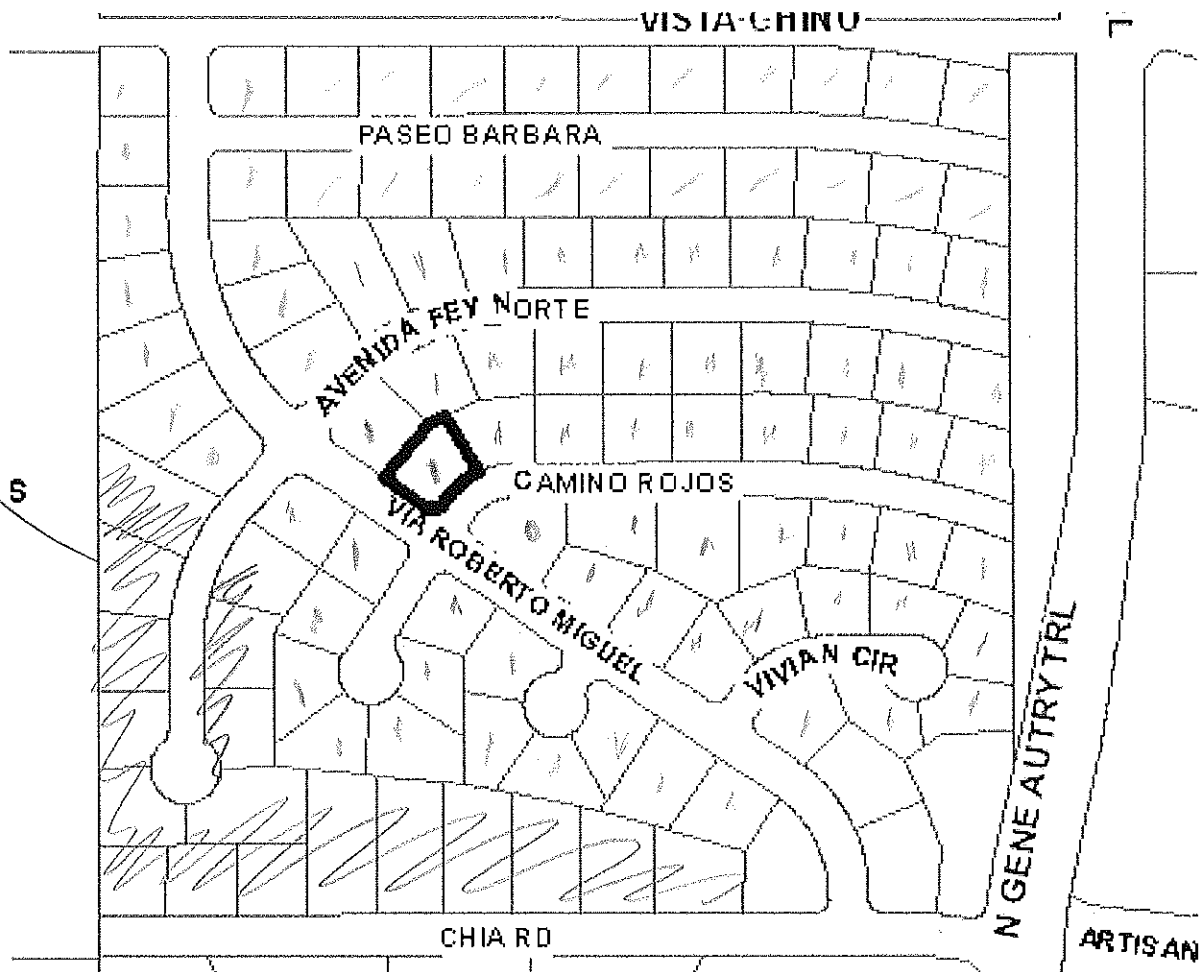 VISTA CHINO
PASEO BARBARA
AVENIDA FEY NORTE
S
CAMINO ROJOS
VIA ROBERTO MIGUEL
VIVIAN CIR
N GENE AUTRY TRL
CHIA RD
ARTISAN